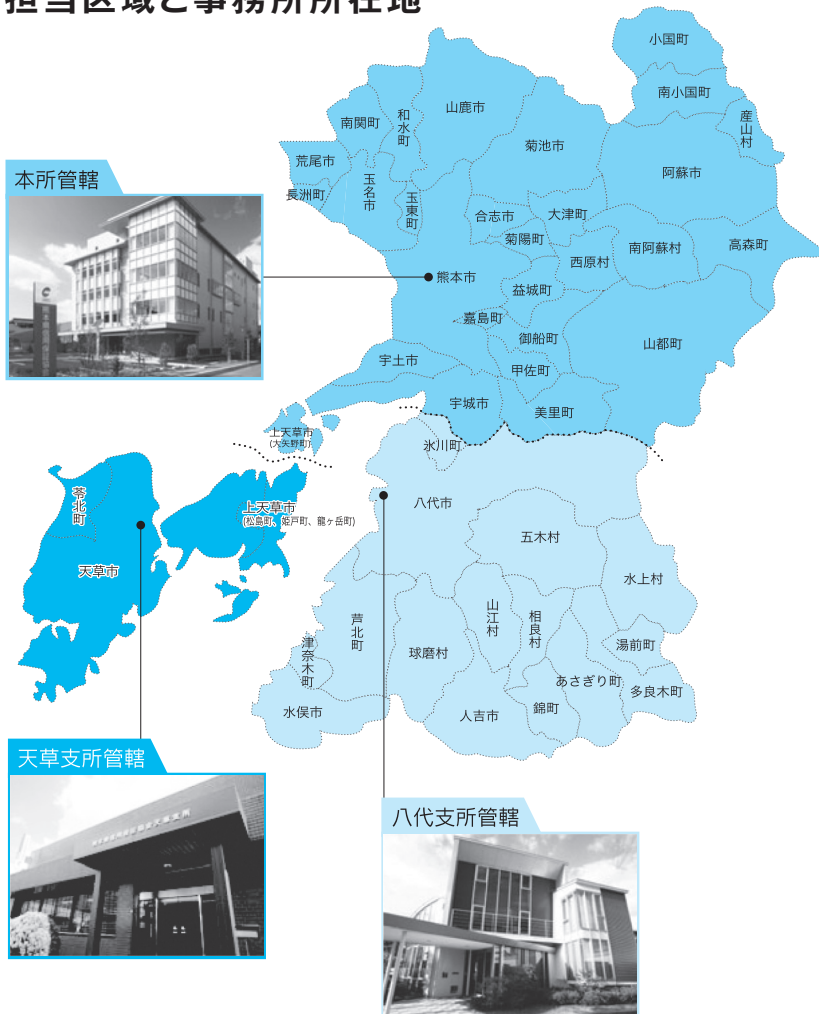 担当区域と事務所所在地
小国町
南小国町
産山村
山鹿市
和水町
南関町
菊池市
荒尾市
阿蘇市
長洲町
玉名市
玉東町
合志市
大津町
菊陽町
西原村
南阿蘇村
高森町
本所管轄
熊本市
益城町
嘉島町
御船町
山都町
宇土市
甲佐町
宇城市
美里町
上天草市
(大矢野町)
氷川町
苓北町
上天草市
(松島町、姫戸町、龍ヶ岳町)
天草市
八代市
五木村
水上村
山江村
相良村
芦北町
湯前町
津奈木町
球磨村
あさぎり町
多良木町
水俣市
人吉市
錦町
天草支所管轄
八代支所管轄